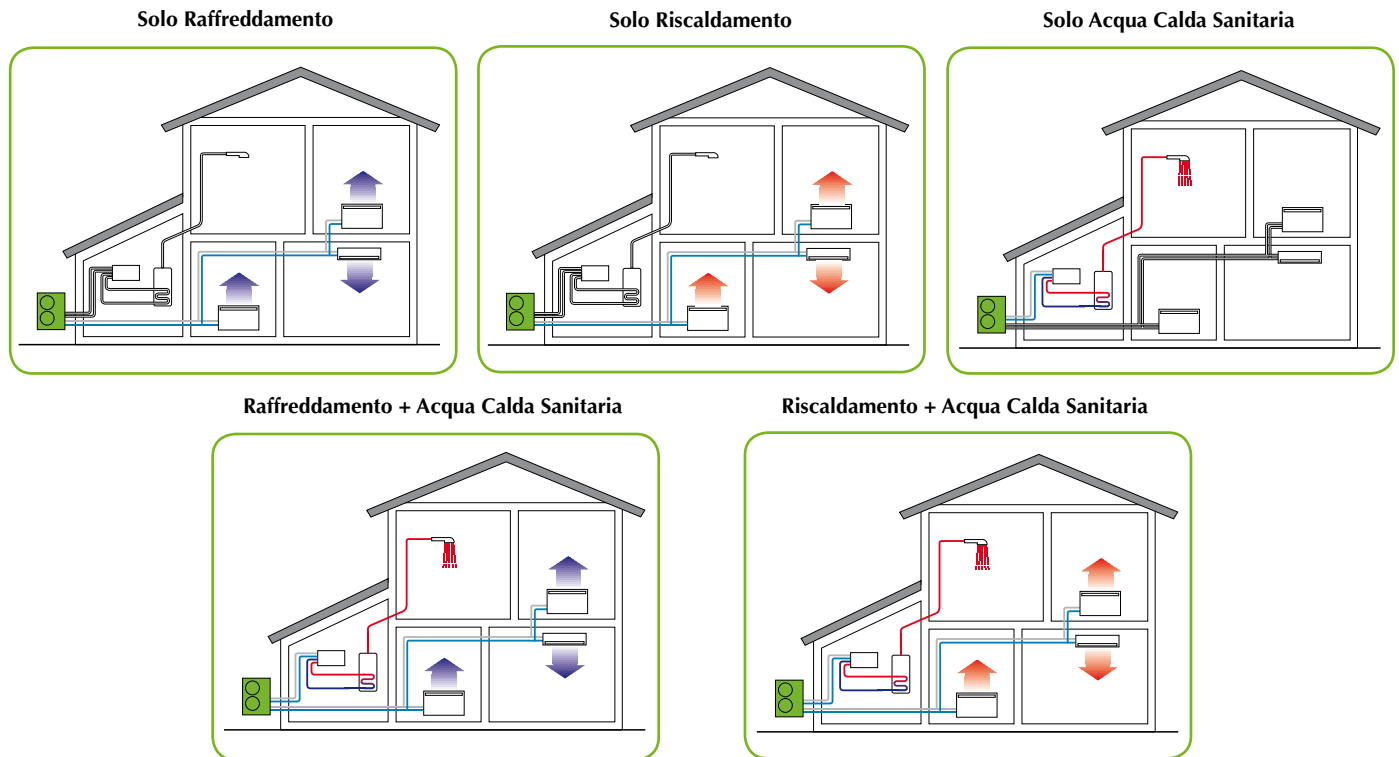 Solo Raffreddamento
Solo Riscaldamento
Solo Acqua Calda Sanitaria
Raffreddamento + Acqua Calda Sanitaria
Riscaldamento + Acqua Calda Sanitaria